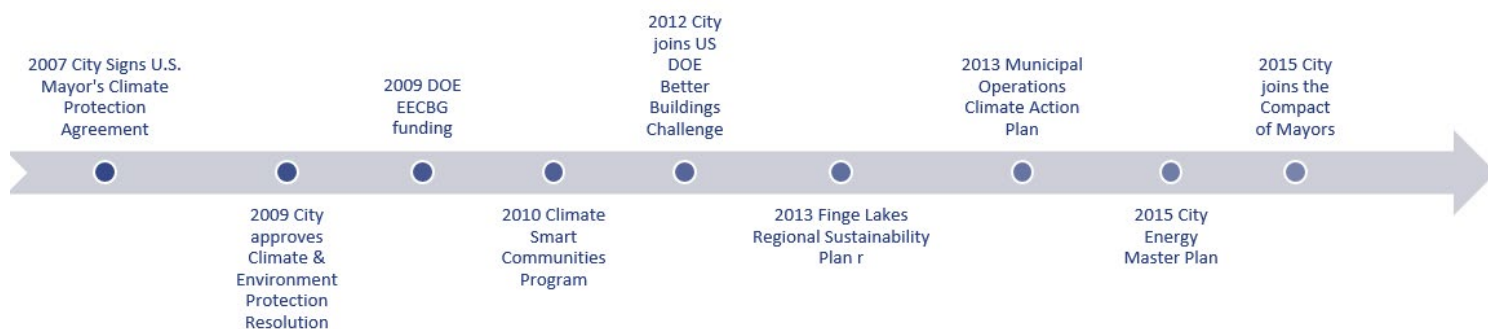 2007 City Signs U.S.
Mayor's Climate
Protection
Agreement
2009 City
approves
Climate &
Environment
Protection
Resolution
2009 DOE
EECBG
funding
2010 Climate
Smart
Communities
Program
2012 City
joins US
DOE
Better
Buildings
Challenge
2013 Finge Lakes
Regional Sustainability
Plan r
2013 Municipal
Operations
Climate Action
Plan
2015 City
Energy
Master Plan
2015 City
joins the
Compact
of Mayors